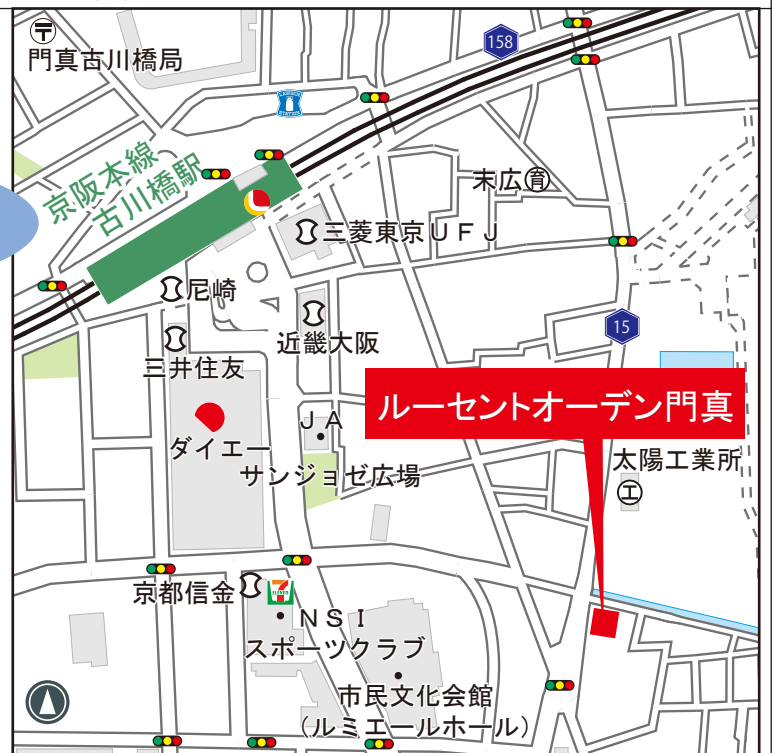 〒
門真古川橋局
158
京阪本線
古川橋駅
末広
育
三菱東京ＵＦＪ
尼崎
近畿大阪
三井住友
15
ルーセントオーデン門真
ＪＡ
ダイエー
サンジョゼ広場
太陽工業所
工
京都信金
7
ELEVEN
ＮＳＩ
スポーツクラブ
市民文化会館
（ルミエールホール）